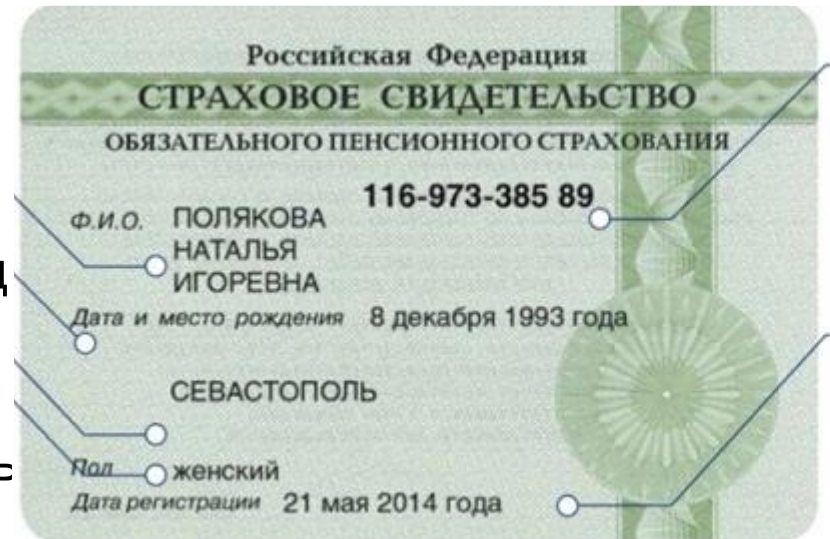 Российская Федерация
СТРАХОВОЕ СВИДЕТЕЛЬСТВО
ОБЯЗАТЕЛЬНОГО ПЕНСИОННОГО СТРАХОВАНИЯ
116-973-385 89
Ф.И.О. ПОЛЯКОВА
НАТАЛЬЯ
ИГОРЕВНА
Дата и место рождения 8 декабря 1993 года
СЕВАСТОПОЛЬ
Пол женский
Дата регистрации 21 мая 2014 года